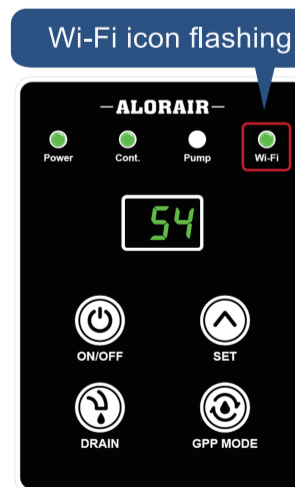 Wi-Fi icon flashing
ALORAIR
Power Cont. Pump Wi-Fi
54
ON/OFF SET
DRAIN GPP MODE